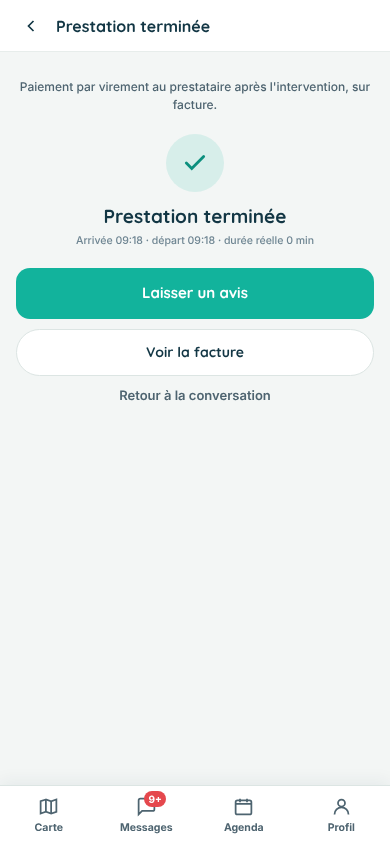 Prestation terminée
Paiement par virement au prestataire après l'intervention, sur
facture.
Prestation terminée
Arrivée 09:18 · départ 09:18 · durée réelle 0 min
Laisser un avis
Voir la facture
Retour à la conversation
9+
Carte
Messages
Agenda
Profil